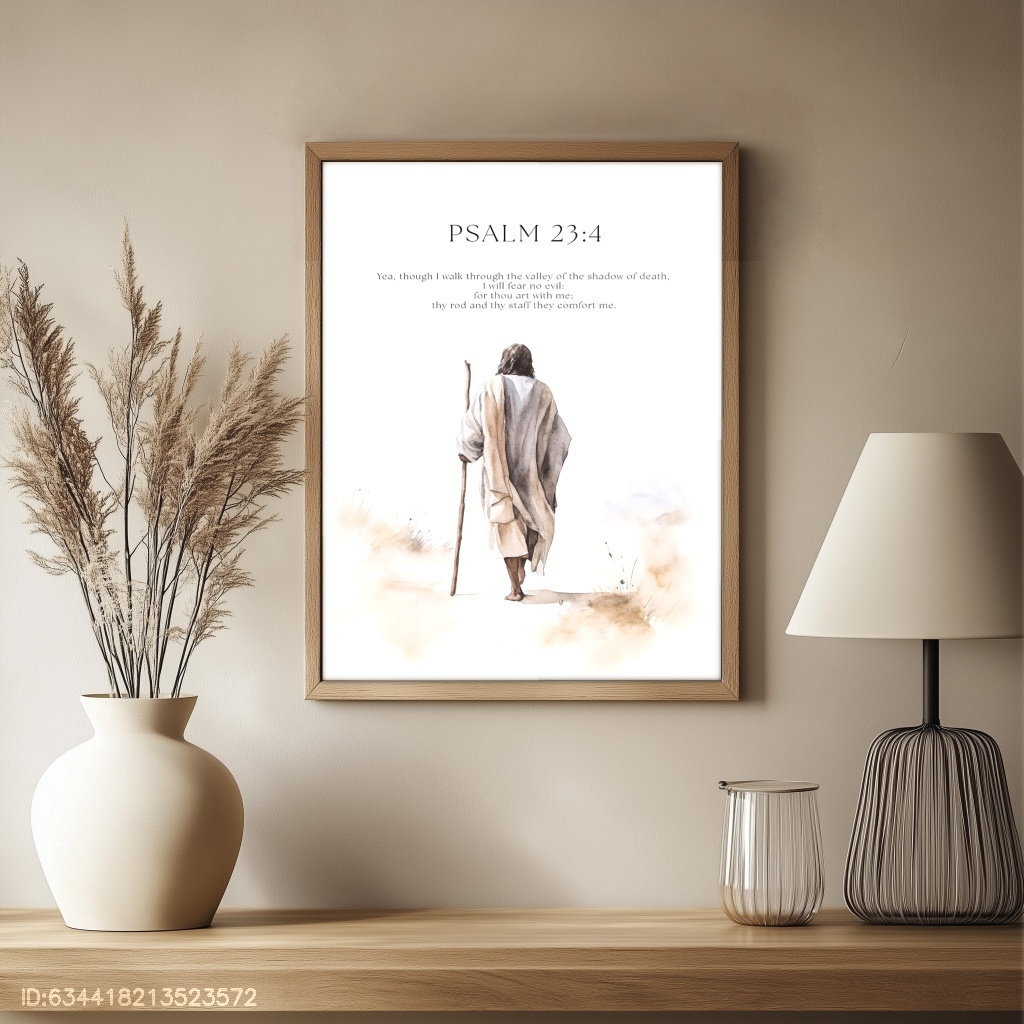 PSALM 23:4
Yea, though I walk through the valley of the shadow of death,
I will fear no evil:
for thou art with me;
thy rod and thy staff they comfort me.
ID:634418213523572